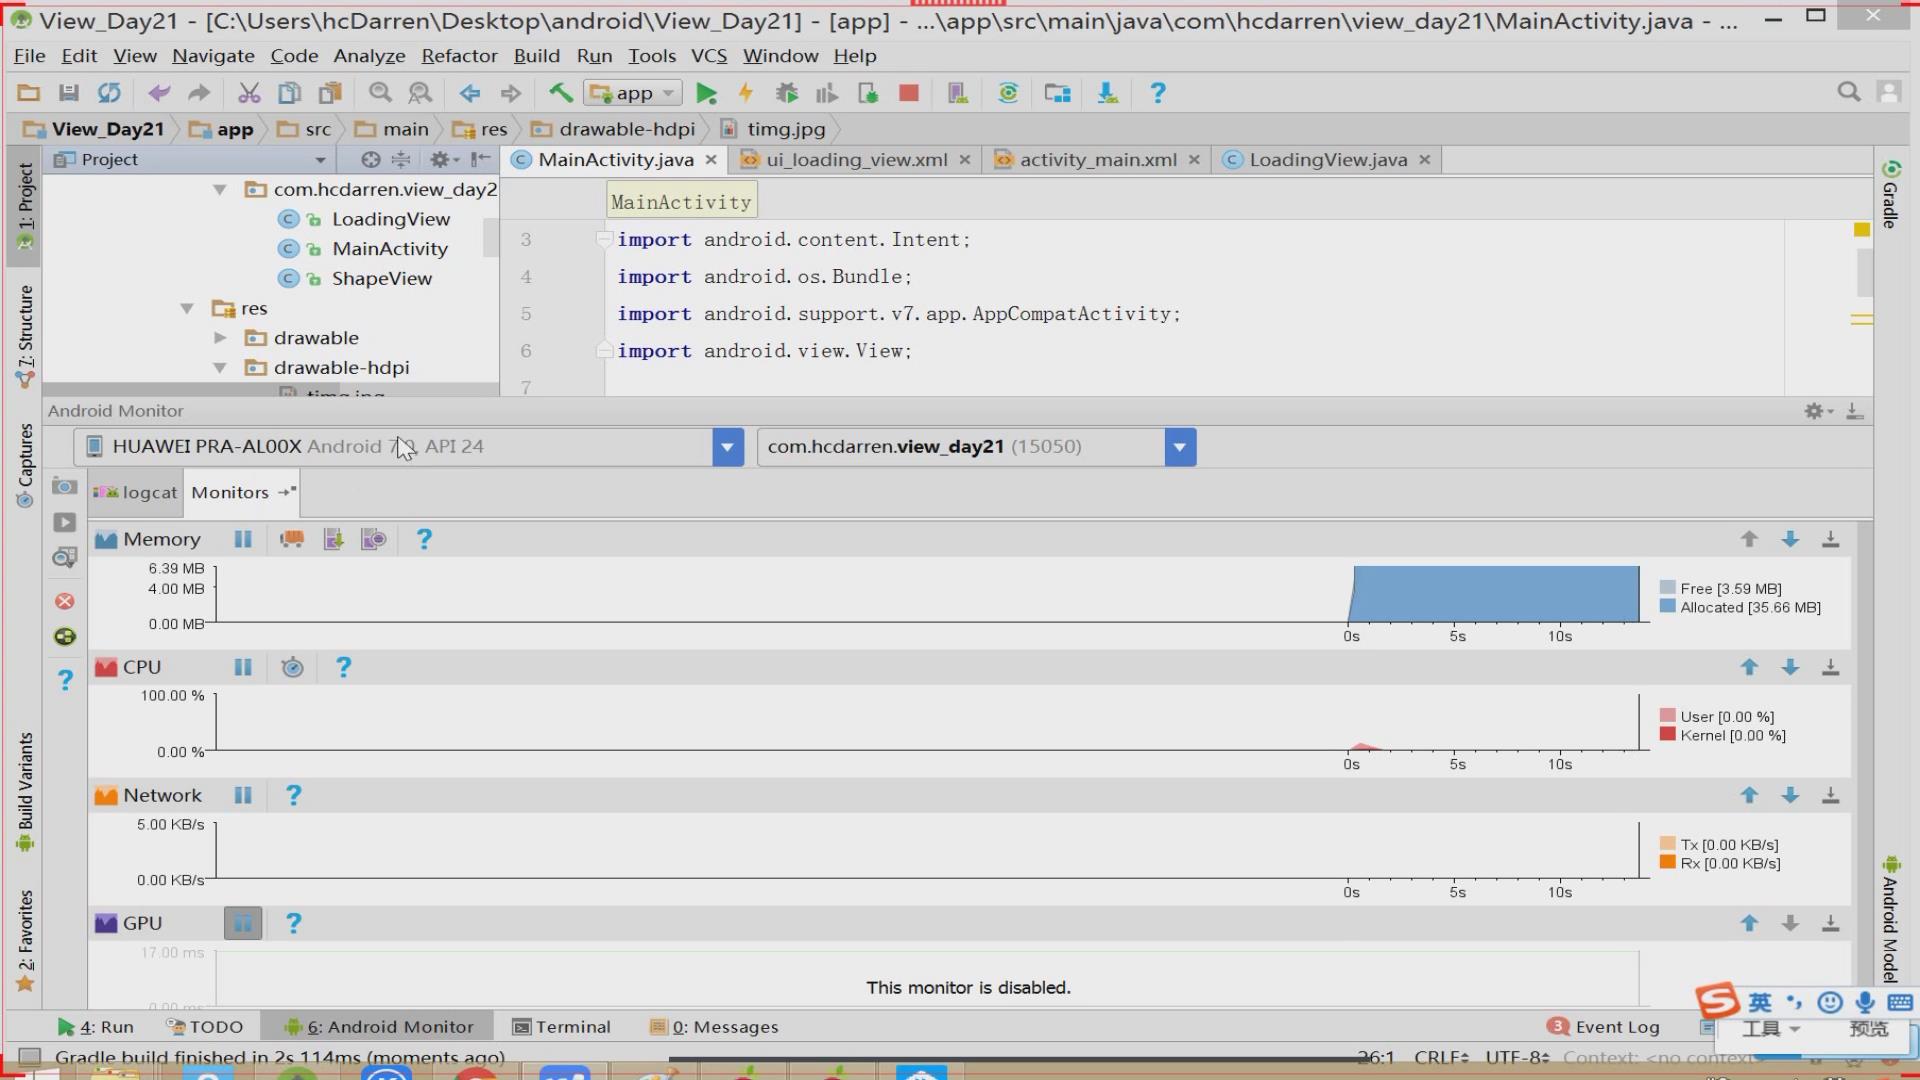 View_Day21 - [C:\Users\hcDarren\Desktop\android\View_Day21] - [app] - ...\app\src\main\java\com\hcdarren\view_day21\MainActivity.java - ...
File Edit View Navigate Code Analyze Refactor Build Run Tools VCS Window Help
app
View_Day21 app src main res drawable-hdpi timg.jpg
Project
MainActivity.java ui_loading_view.xml activity_main.xml LoadingView.java
1: Project
7: Structure
Captures
Build Variants
2: Favorites
Gradle
Android Model
com.hcdarren.view_day2
LoadingView
MainActivity
ShapeView
res
drawable
drawable-hdpi
timg.jpg
MainActivity
3 import android.content.Intent;
4 import android.os.Bundle;
5 import android.support.v7.app.AppCompatActivity;
6 import android.view.View;
7
Android Monitor
HUAWEI PRA-AL00X Android 7.0, API 24
com.hcdarren.view_day21 (15050)
logcat Monitors
Memory
6.39 MB
4.00 MB
0.00 MB
0s 5s 10s
Free [3.59 MB]
Allocated [35.66 MB]
CPU
100.00 %
0.00 %
0s 5s 10s
User [0.00 %]
Kernel [0.00 %]
Network
5.00 KB/s
0.00 KB/s
0s 5s 10s
Tx [0.00 KB/s]
Rx [0.00 KB/s]
GPU
17.00 ms
0.00 ms
This monitor is disabled.
英
工具 预览
4: Run TODO 6: Android Monitor Terminal 0: Messages 3 Event Log
Gradle build finished in 2s 114ms (moments ago) 26:1 CRLF UTF-8 Context: <no context>